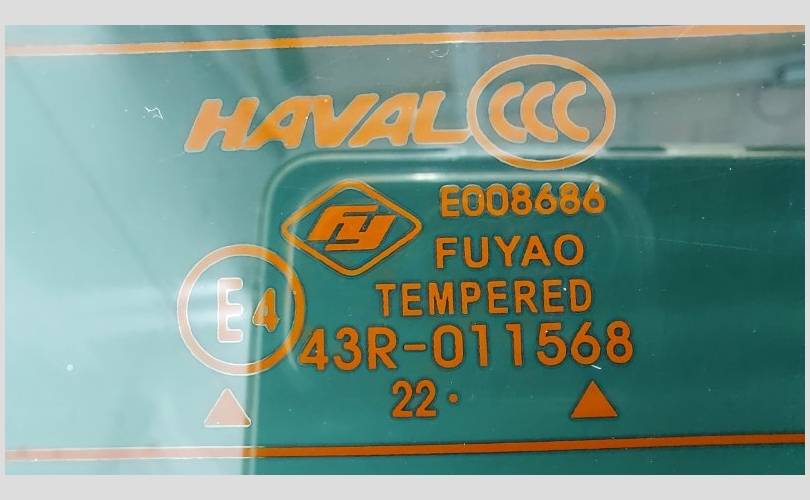 HAVAL CCC
FY E008686
FUYAO
TEMPERED
E4
43R-011568
22·